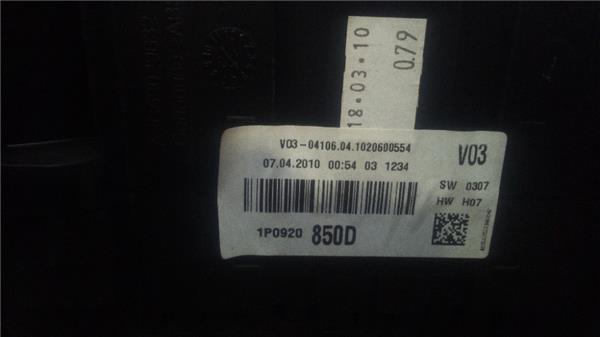 18.03.10
0.79
V03-04106.04.1020600554
V03
07.04.2010 00:54 03 1234
SW 0307
HW H07
1P0920 850D